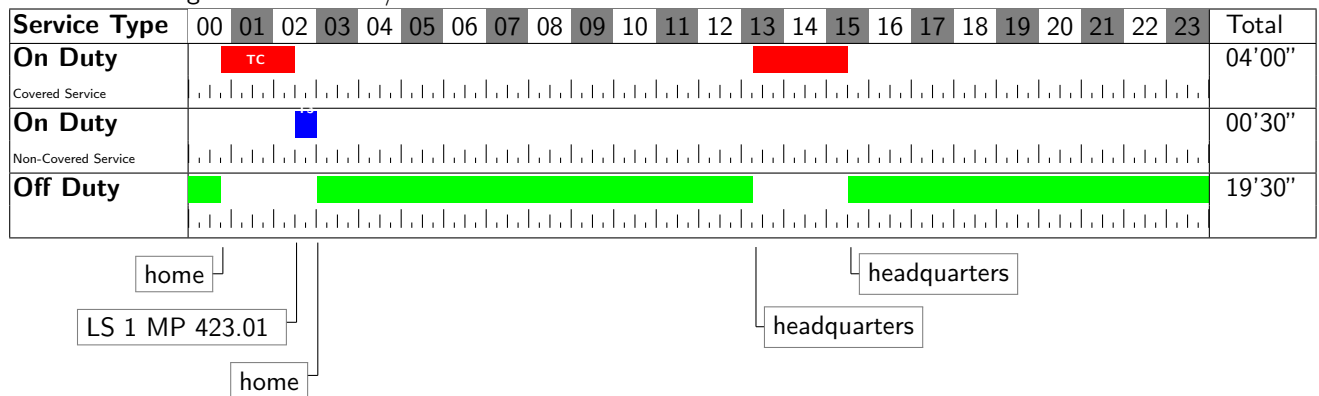 Service Type 00 01 02 03 04 05 06 07 08 09 10 11 12 13 14 15 16 17 18 19 20 21 22 23 Total
On Duty TC 04'00"
Covered Service
On Duty 00'30"
Non-Covered Service
Off Duty 19'30"
home headquarters
LS 1 MP 423.01 headquarters
home